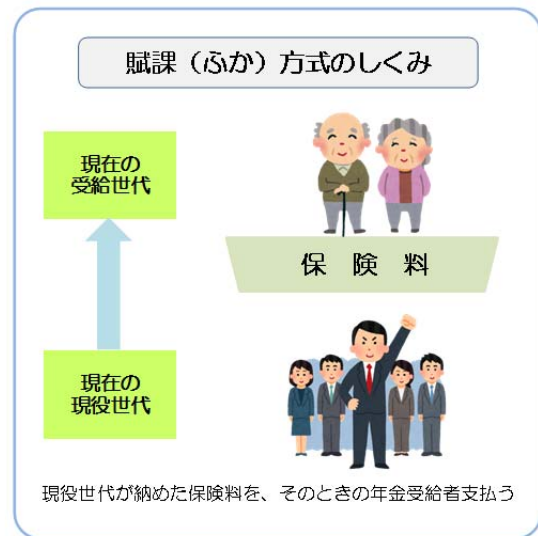 賦課（ふか）方式のしくみ
現在の
受給世代
保 険 料
現在の
現役世代
現役世代が納めた保険料を、そのときの年金受給者支払う